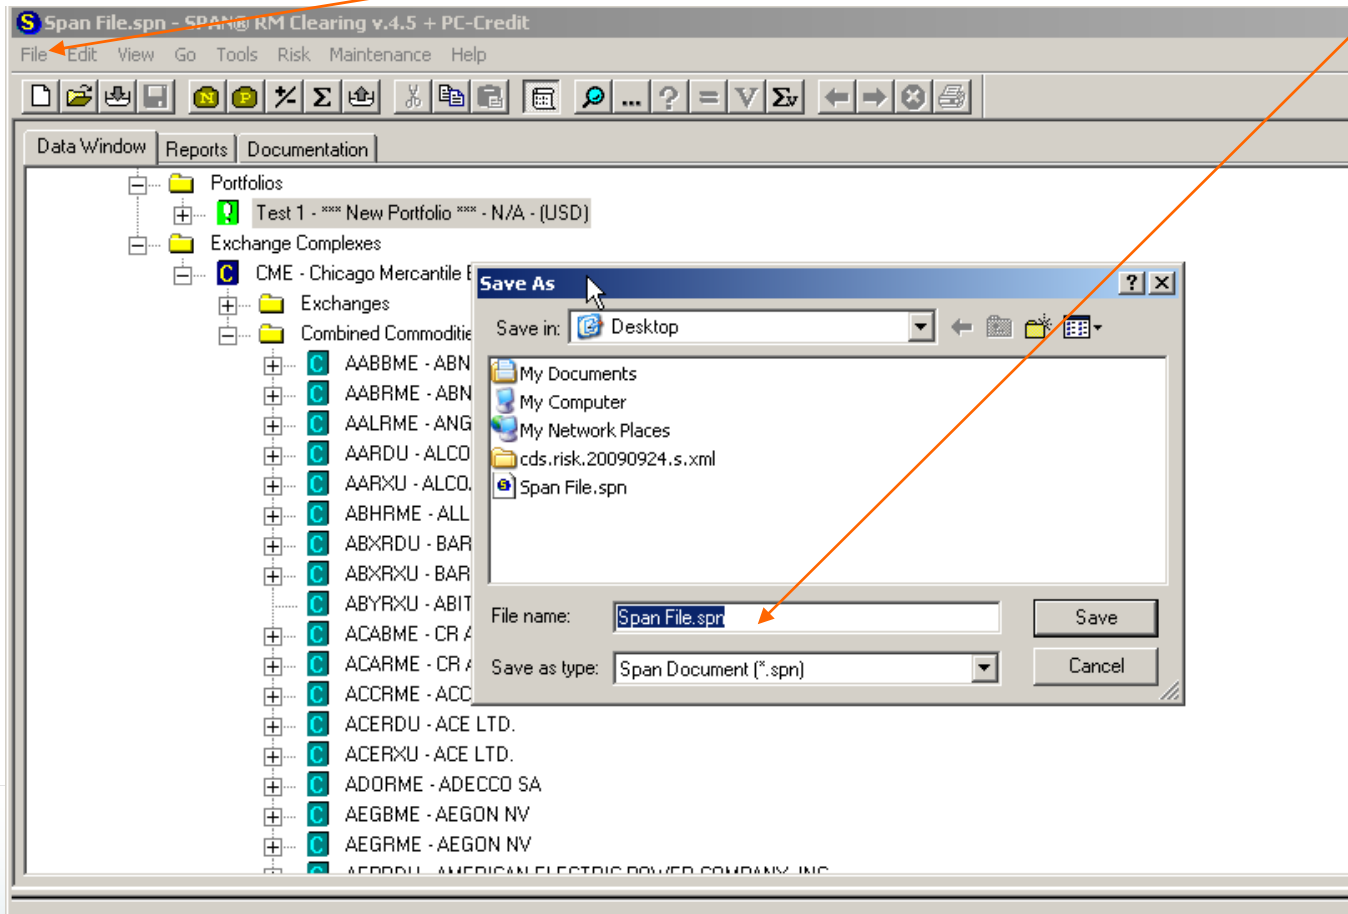 Span File.spn - SPAN® RM Clearing v.4.5 + PC-Credit
File Edit View Go Tools Risk Maintenance Help
Data Window Reports Documentation
Portfolios
Test 1 - *** New Portfolio *** - N/A - (USD)
Exchange Complexes
CME - Chicago Mercantile
Exchanges
Combined Commoditie
AABBME - ABN
AABRME - ABN
AALRME - ANG
AARDU - ALCO
AARXU - ALCO
ABHRME - ALL
ABXRDU - BAR
ABXRXU - BAR
ABYRXU - ABIT
ACABME - CR A
ACARME - CR A
ACCRME - ACC
ACERDU - ACE LTD.
ACERXU - ACE LTD.
ADORME - ADECCO SA
AEGBME - AEGON NV
AEGRME - AEGON NV
AMERICAN ELECTRIC POWER COMPANY, INC
Save As
Save in: Desktop
My Documents
My Computer
My Network Places
cds.risk.20090924.s.xml
Span File.spn
File name: Span File.spn Save
Save as type: Span Document (*.spn) Cancel